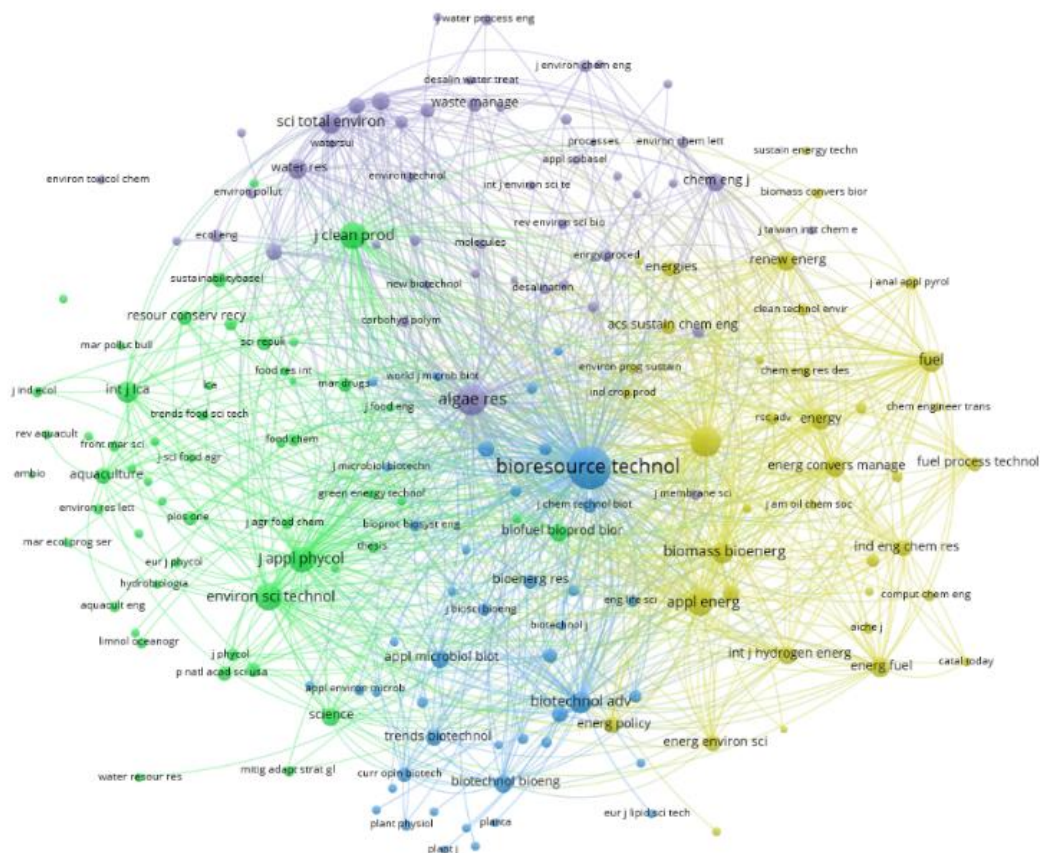 j water process eng
j environ chem eng
desalin water treat
waste manage
sci total environ
watersui
processes
environ chem lett
sustain energy techn
appl scibasel
water res
environ technol
environ toxicol chem
int j environ sci te
chem eng j
environ pollut
biomass convers bior
rev environ sci bio
ecol eng
j clean prod
j taiwan inst chem e
molecules
enrgy proced
energies
renew energ
sustainabilitybasel
new biotechnol
desalination
j anal appl pyrol
clean technol envir
resour conserv recy
carbohyd polym
acs sustain chem eng
mar pollut bull
food res int
environ prog sustain
fuel
world j microb biot
chem eng res des
j ind ecol
int j lca
lca
mar drugs
ind crop prod
algae res
j food eng
chem engineer trans
trends food sci tech
rsc adv
energy
rev aquacult
front mar sci
food chem
j sci food agr
bioresource technol
energ convers manage
fuel process technol
ambio
aquaculture
j microbiol biotechn
green energy technol
j membrane sci
j am oil chem soc
environ res lett
plos one
j agr food chem
j chem technol biot
bioproc biosyst eng
biofuel bioprod bior
mar ecol prog ser
thesis
ind eng chem res
j appl phycol
biomass bioenerg
eur j phycol
hydrobiologia
bioenerg res
environ sci technol
comput chem eng
aquacult eng
j biosci bioeng
eng life sci
appl energ
biotechnol j
aiche j
limnol oceanogr
j phycol
appl microbiol biot
int j hydrogen energ
catal today
p natl acad sci usa
energ fuel
appl environ microb
biotechnol adv
science
energ policy
trends biotechnol
energ environ sci
water resour res
mitig adapt strat gl
curr opin biotech
biotechnol bioeng
eur j lipid sci tech
plant physiol
planta
plant j